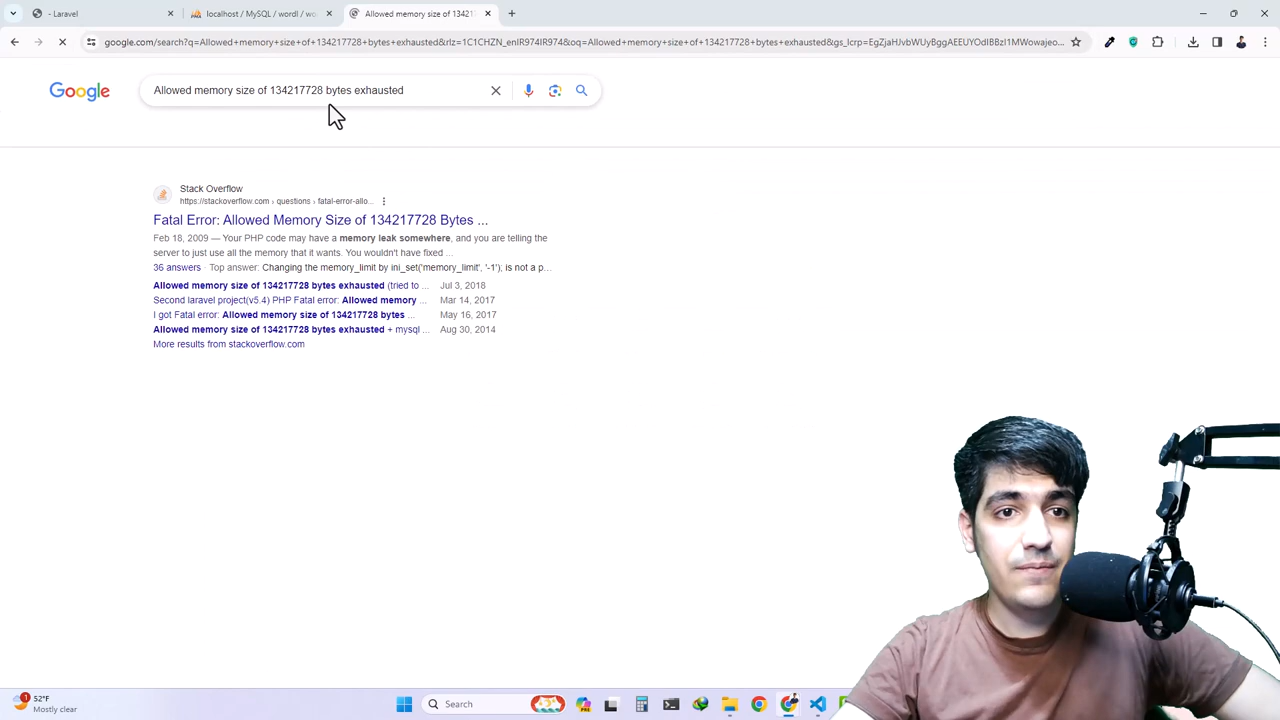 - Laravel
localhost / MySQL / wordl / wo
Allowed memory size of 13421
google.com/search?q=Allowed+memory+size+of+134217728+bytes+exhausted&rlz=1C1CHZN_enIR974IR974&oq=Allowed+memory+size+of+134217728+bytes+exhausted&gs_lcrp=EgZjaHJvbWUyBggAEEUYOdIBBzI1MWowajeo...
Google
Allowed memory size of 134217728 bytes exhausted
Stack Overflow
https://stackoverflow.com › questions › fatal-error-allo...
Fatal Error: Allowed Memory Size of 134217728 Bytes ...
Feb 18, 2009 — Your PHP code may have a memory leak somewhere, and you are telling the
server to just use all the memory that it wants. You wouldn't have fixed ...
36 answers · Top answer: Changing the memory_limit by ini_set('memory_limit', '-1'); is not a p...
Allowed memory size of 134217728 bytes exhausted (tried to ... Jul 3, 2018
Second laravel project(v5.4) PHP Fatal error: Allowed memory ... Mar 14, 2017
I got Fatal error: Allowed memory size of 134217728 bytes ... May 16, 2017
Allowed memory size of 134217728 bytes exhausted + mysql ... Aug 30, 2014
More results from stackoverflow.com
1
52°F
Mostly clear
Search